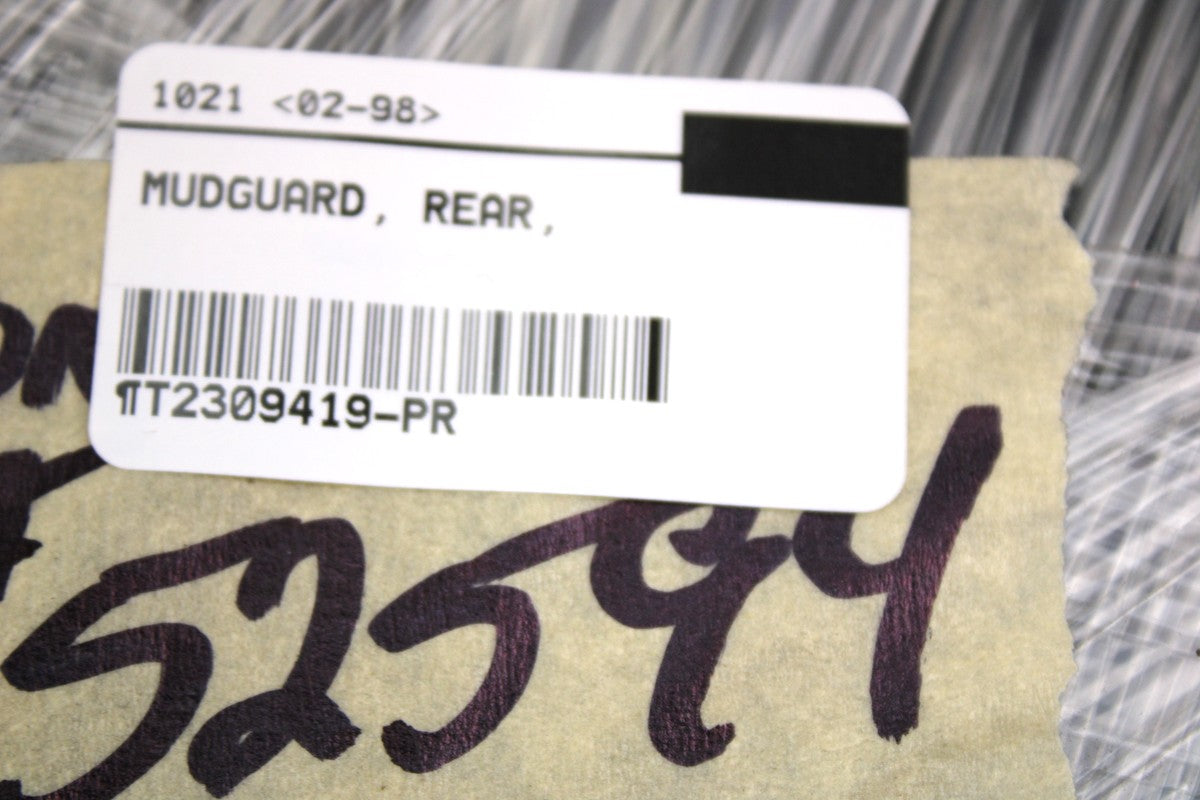 1021 <02-98>
MUDGUARD, REAR,
¶T2309419-PR
52594